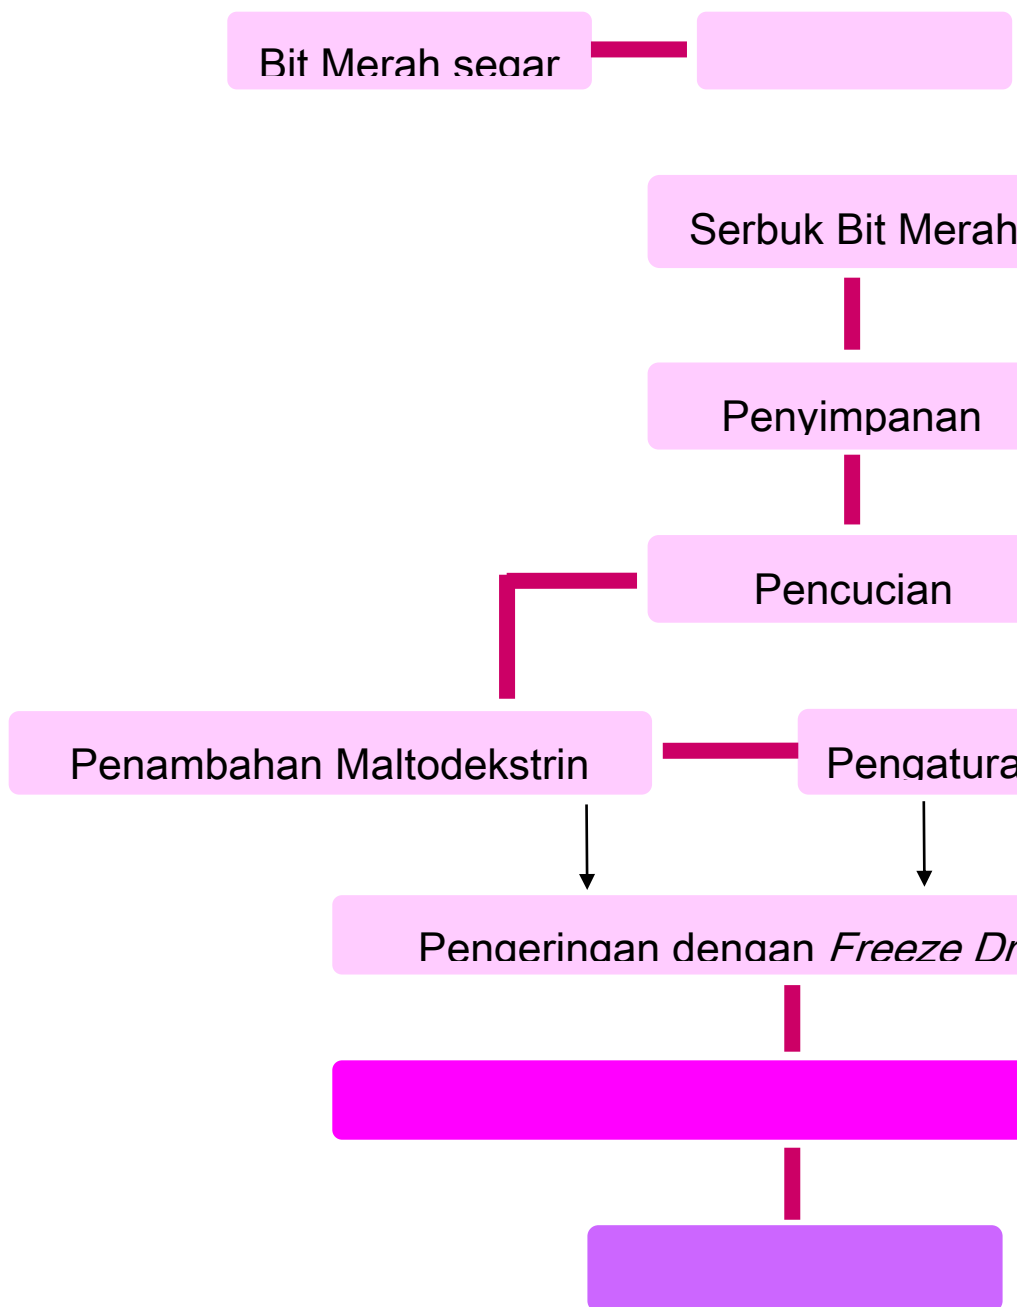 Bit Merah segar
Serbuk Bit Merah
Penyimpanan
Pencucian
Penambahan Maltodekstrin
Pengatura
Pengeringan dengan Freeze Dr